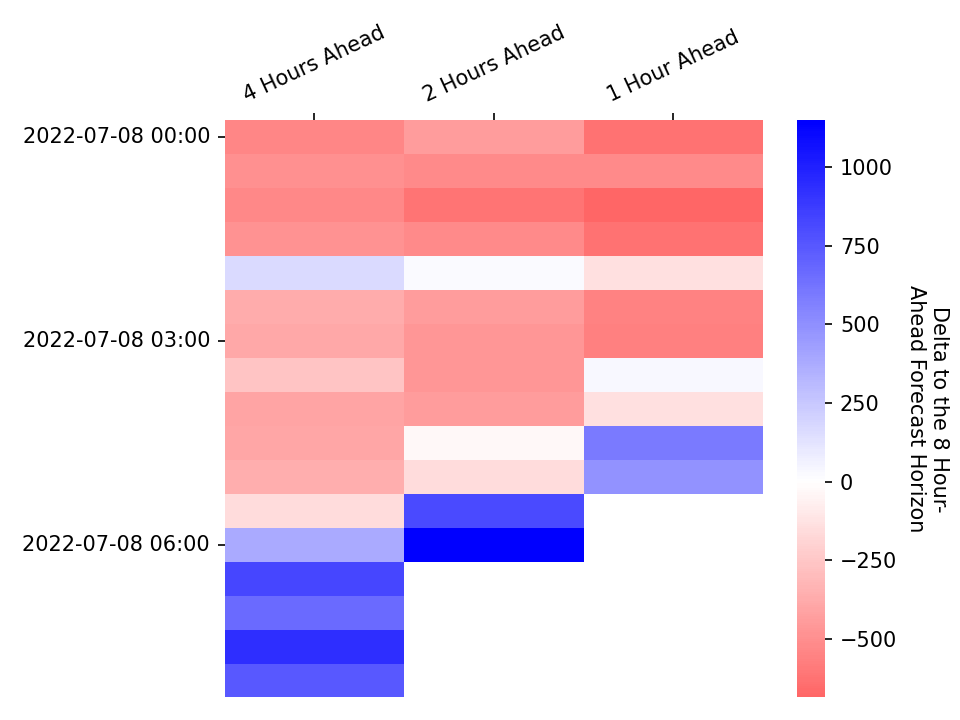 4 Hours Ahead
2 Hours Ahead
1 Hour Ahead
2022-07-08 00:00
2022-07-08 03:00
2022-07-08 06:00
1000
750
500
250
0
−250
−500
Delta to the 8 Hour-
Ahead Forecast Horizon